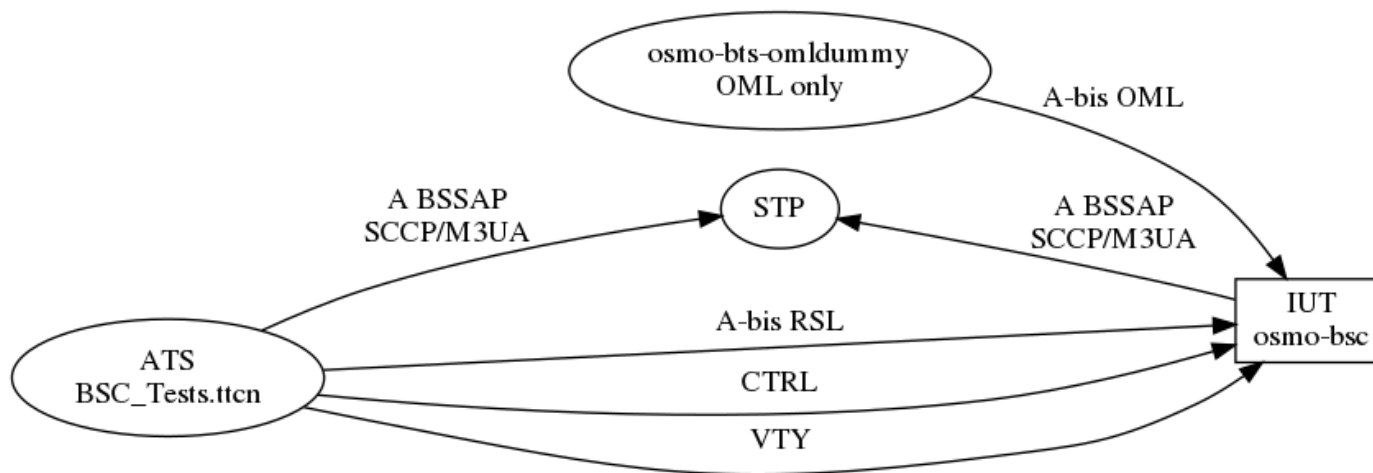 osmo-bts-omldummy
OML only
A-bis OML
A BSSAP
SCCP/M3UA
STP
A BSSAP
SCCP/M3UA
IUT
osmo-bsc
A-bis RSL
ATS
BSC_Tests.ttcn
CTRL
VTY